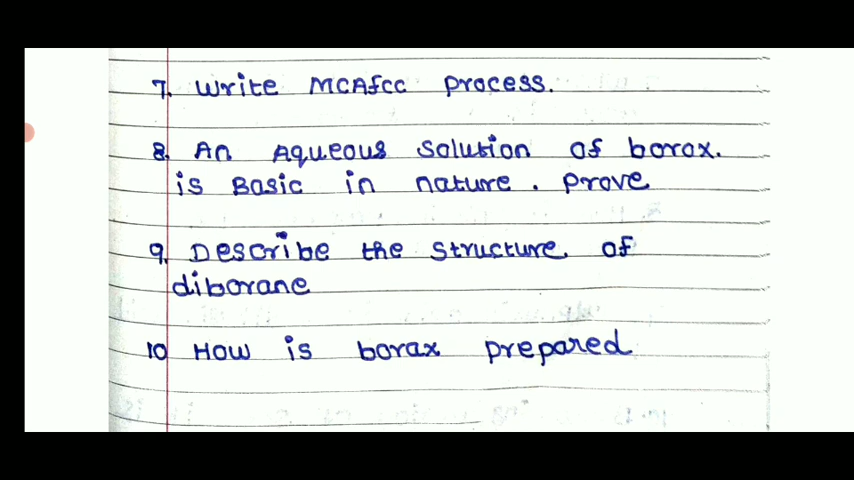 7. Write MCAfcc process.
8. An Aqueous Solution of borax.
is Basic in nature. prove
9. Describe the structure of
diborane
10 How is borax prepared